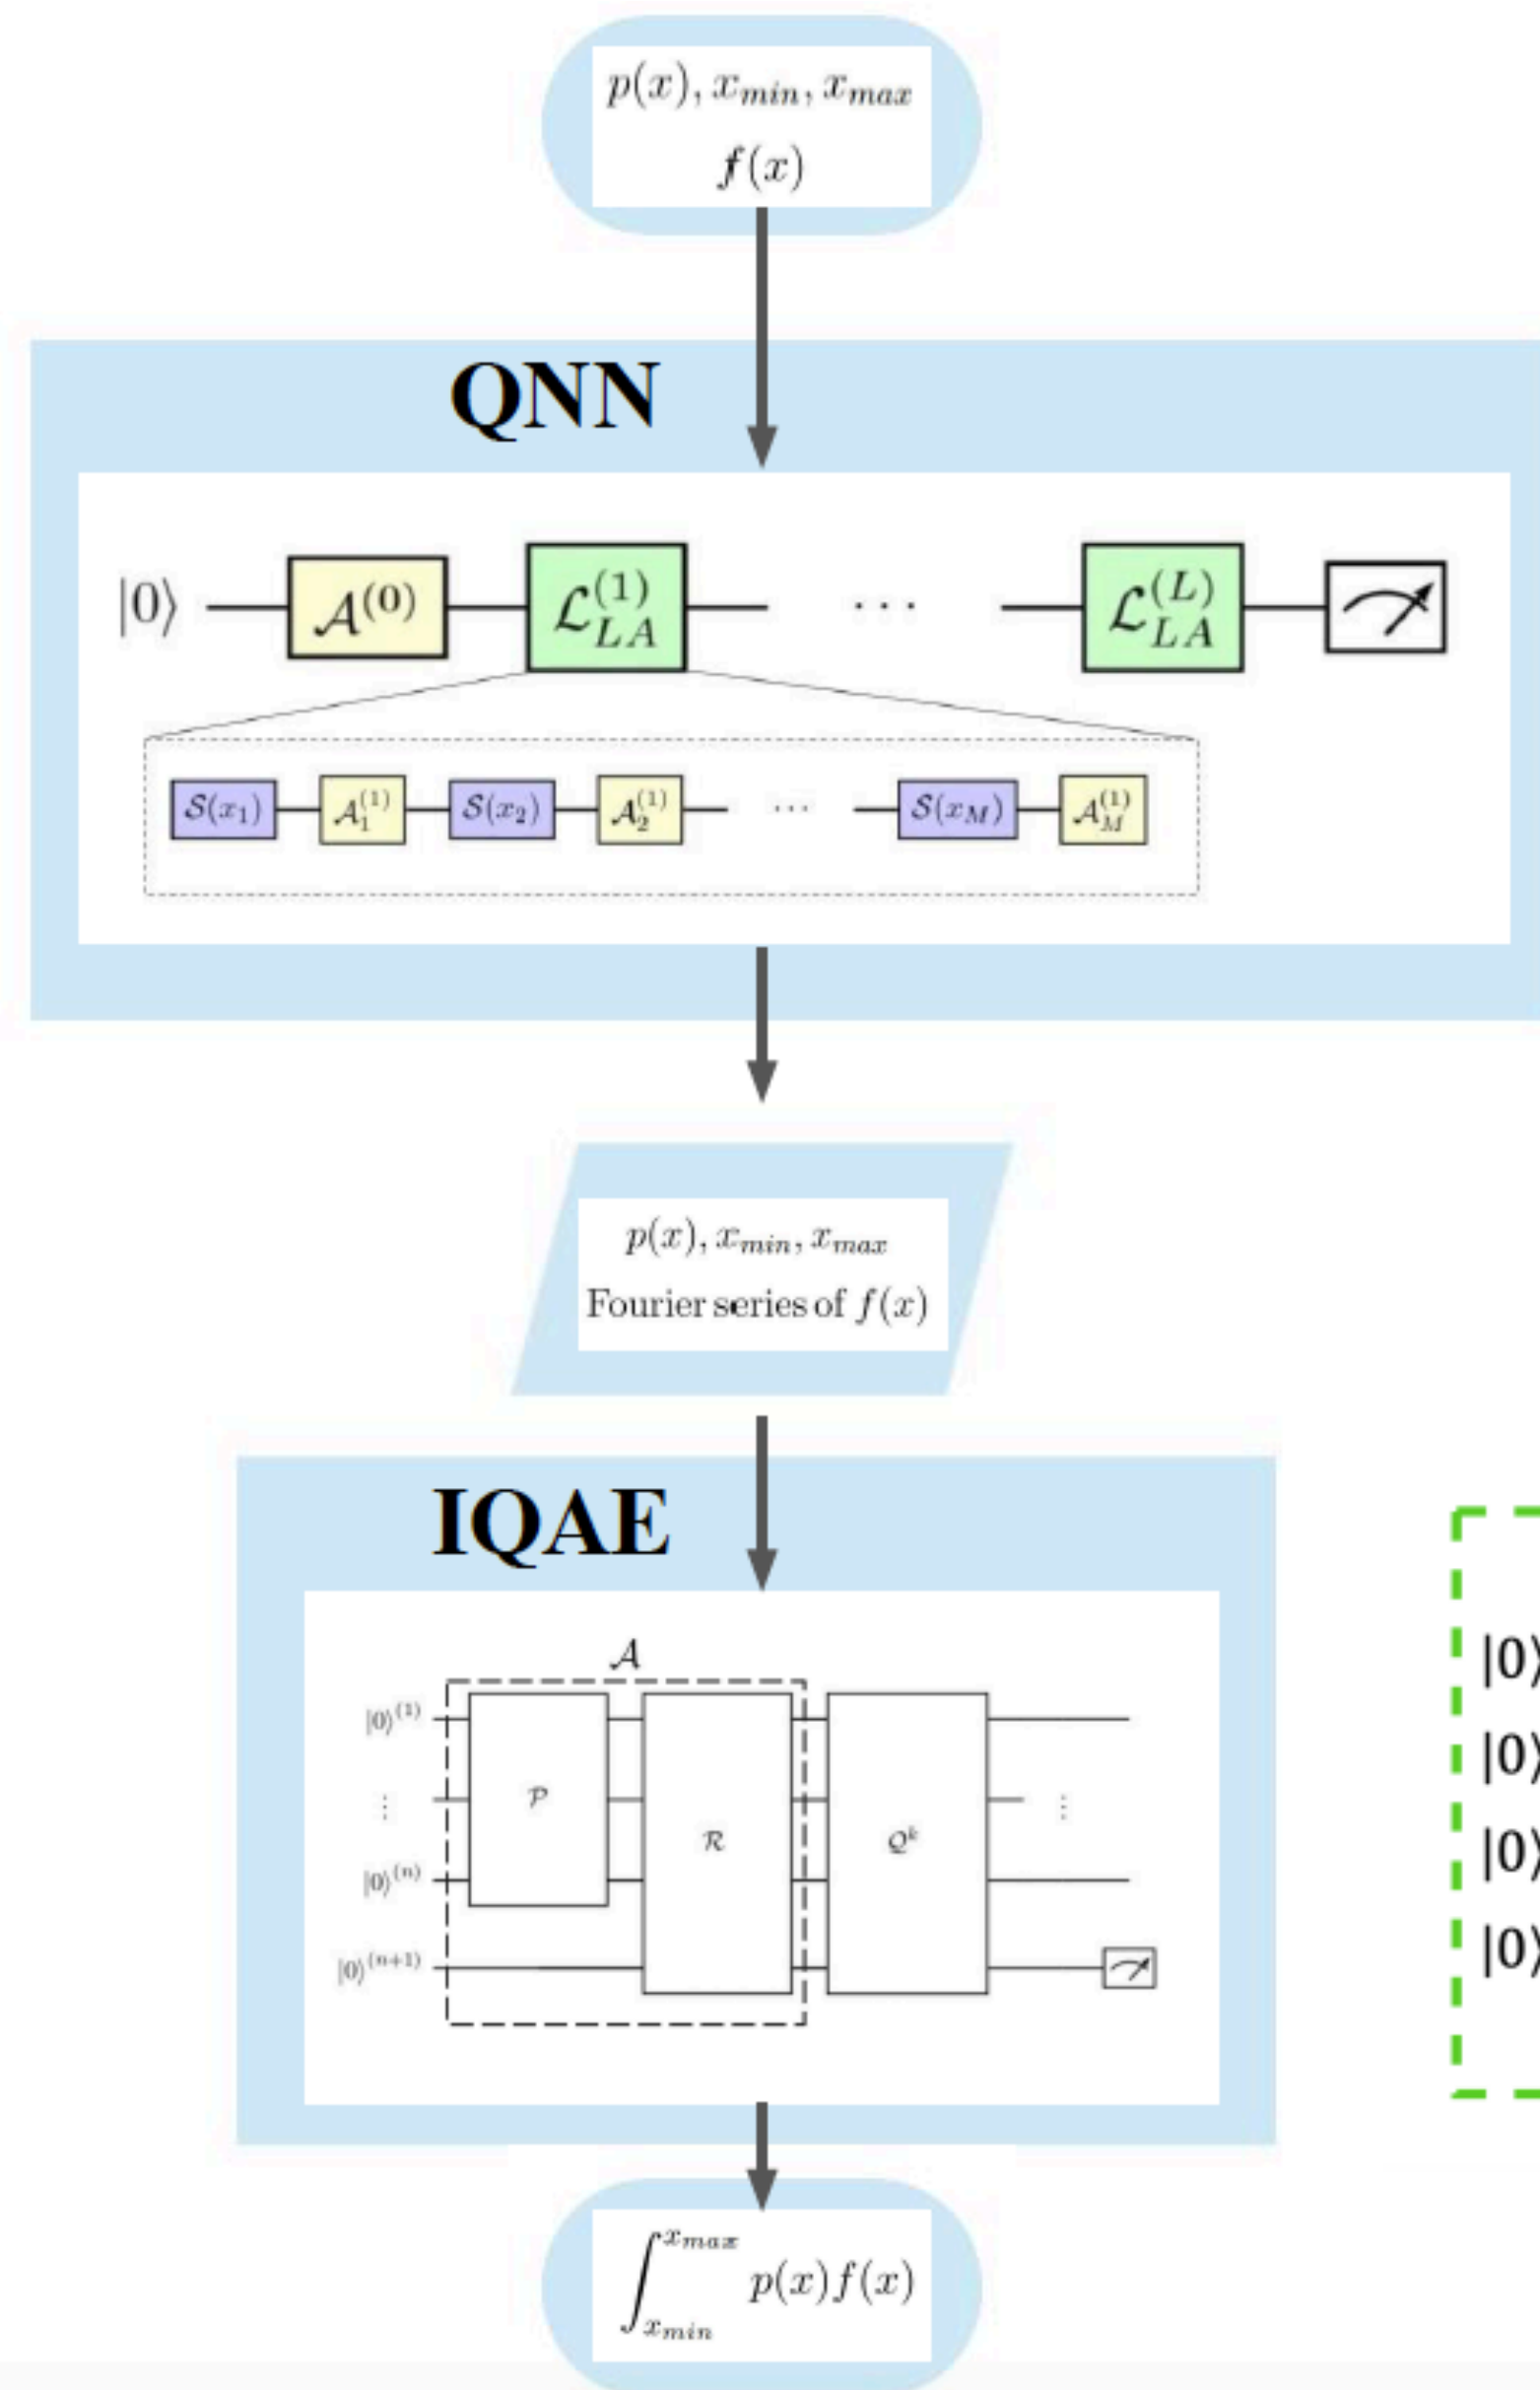 p(x), x_min, x_max
f(x)
QNN
|0⟩ 𝒜^(0) ℒ_LA^(1) ⋯ ℒ_LA^(L)
𝒮(x_1) 𝒜_1^(1) 𝒮(x_2) 𝒜_2^(1) ⋯ 𝒮(x_M) 𝒜_M^(1)
p(x), x_min, x_max
Fourier series of f(x)
IQAE
𝒜
|0⟩^(1)
⋮ 𝒫 ⋮
ℛ 𝒬^k
|0⟩^(n)
|0⟩^(n+1)
|0⟩
|0⟩
|0⟩
|0⟩
∫_{x_min}^{x_max} p(x)f(x)